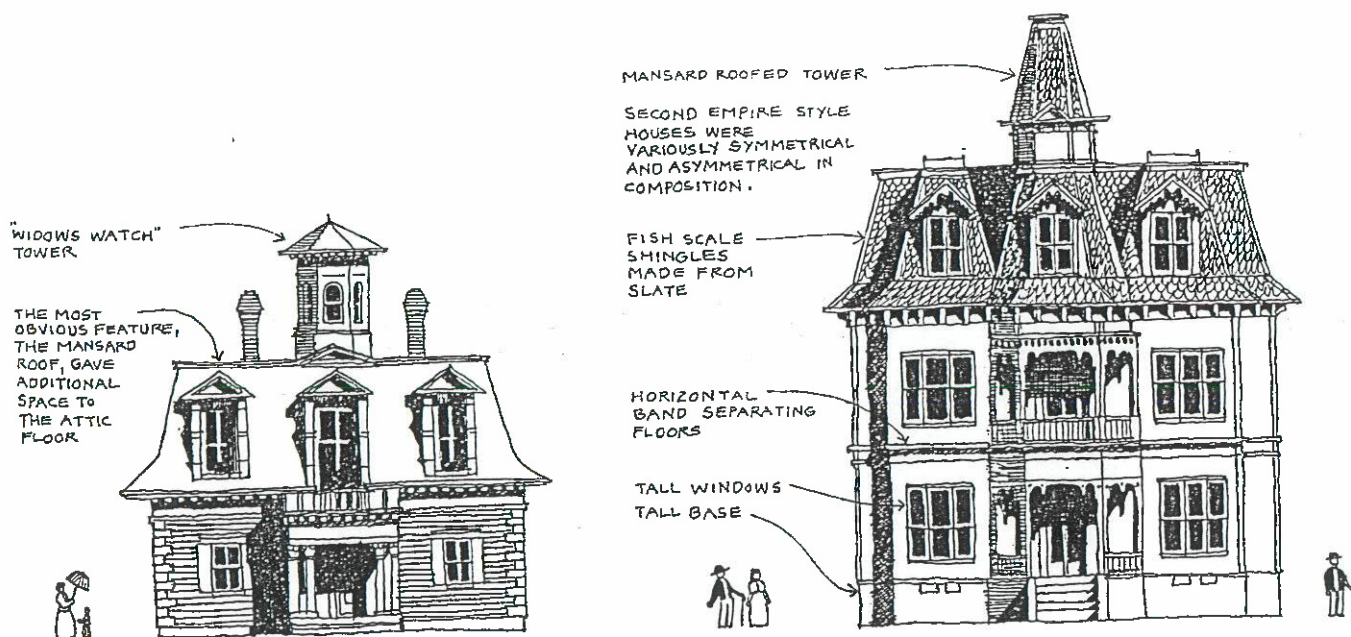 "WIDOWS WATCH"
TOWER
THE MOST
OBVIOUS FEATURE,
THE MANSARD
ROOF, GAVE
ADDITIONAL
SPACE TO
THE ATTIC
FLOOR
MANSARD ROOFED TOWER
SECOND EMPIRE STYLE
HOUSES WERE
VARIOUSLY SYMMETRICAL
AND ASYMMETRICAL IN
COMPOSITION.
FISH SCALE
SHINGLES
MADE FROM
SLATE
HORIZONTAL
BAND SEPARATING
FLOORS
TALL WINDOWS
TALL BASE